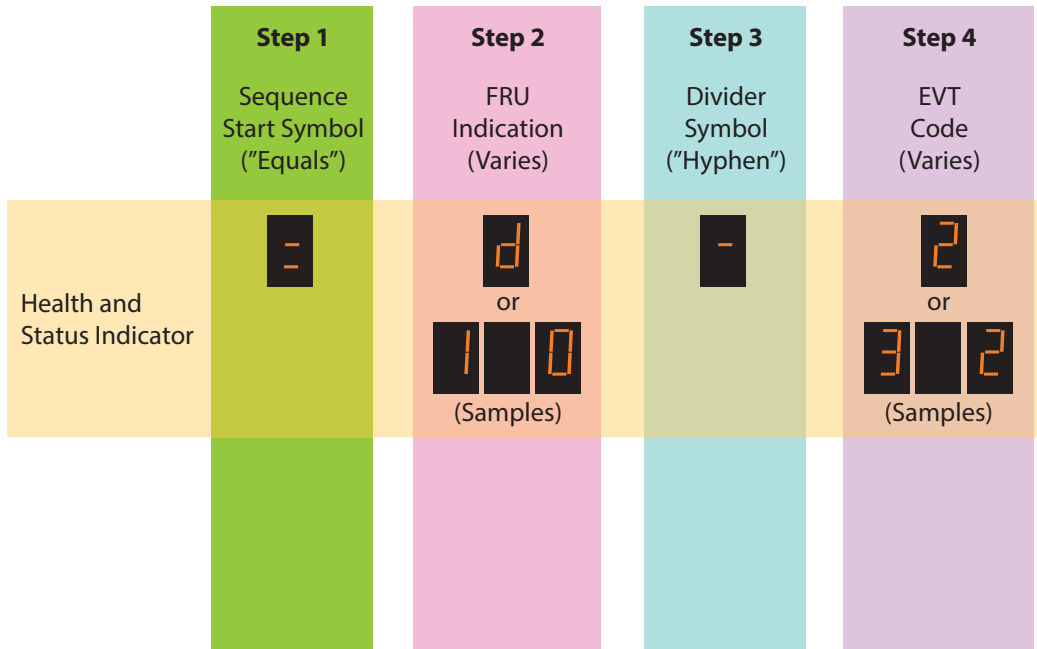 Step 1
Step 2
Step 3
Step 4
Sequence
Start Symbol
(”Equals”)
FRU
Indication
(Varies)
Divider
Symbol
(”Hyphen”)
EVT
Code
(Varies)
Health and
Status Indicator
=
d
or
1 0
(Samples)
-
2
or
3 2
(Samples)